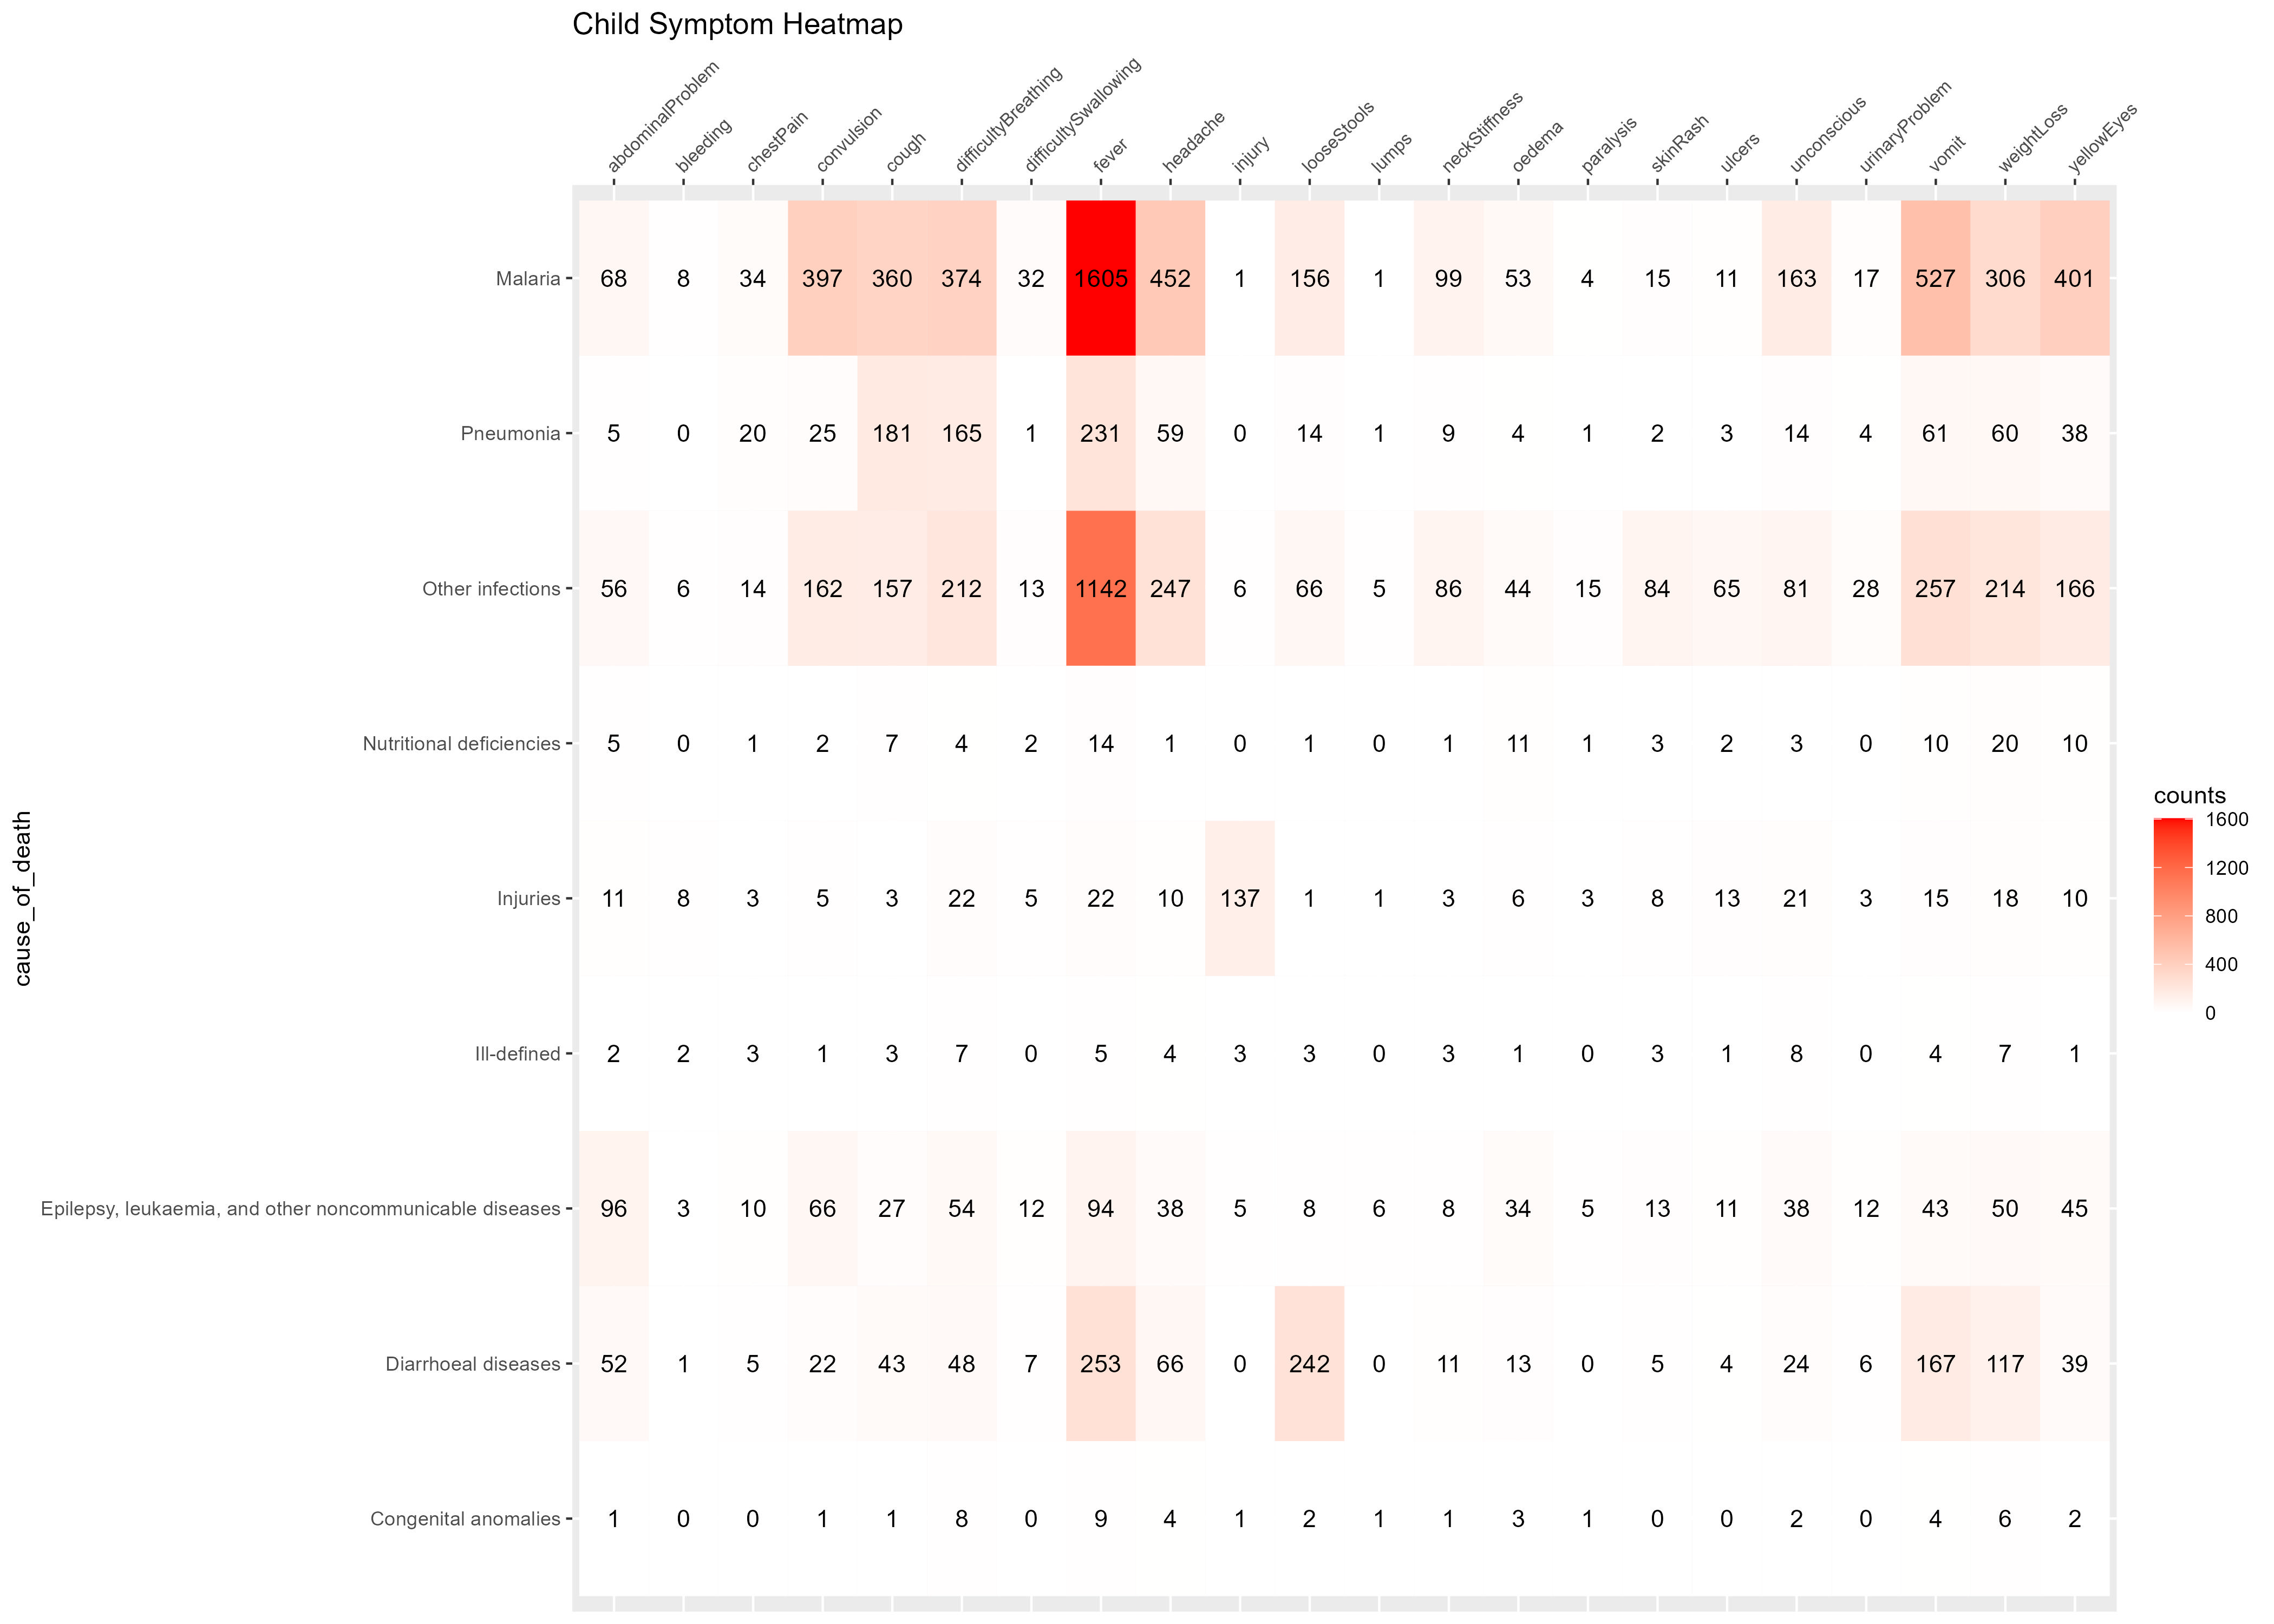 Child Symptom Heatmap
abdominalProblem
bleeding
chestPain
convulsion
cough
difficultyBreathing
difficultySwallowing
fever
headache
injury
looseStools
lumps
neckStiffness
oedema
paralysis
skinRash
ulcers
unconscious
urinaryProblem
vomit
weightLoss
yellowEyes
cause_of_death
Malaria 68 8 34 397 360 374 32 1605 452 1 156 1 99 53 4 15 11 163 17 527 306 401
Pneumonia 5 0 20 25 181 165 1 231 59 0 14 1 9 4 1 2 3 14 4 61 60 38
Other infections 56 6 14 162 157 212 13 1142 247 6 66 5 86 44 15 84 65 81 28 257 214 166
Nutritional deficiencies 5 0 1 2 7 4 2 14 1 0 1 0 1 11 1 3 2 3 0 10 20 10
Injuries 11 8 3 5 3 22 5 22 10 137 1 1 3 6 3 8 13 21 3 15 18 10
Ill-defined 2 2 3 1 3 7 0 5 4 3 3 0 3 1 0 3 1 8 0 4 7 1
Epilepsy, leukaemia, and other noncommunicable diseases 96 3 10 66 27 54 12 94 38 5 8 6 8 34 5 13 11 38 12 43 50 45
Diarrhoeal diseases 52 1 5 22 43 48 7 253 66 0 242 0 11 13 0 5 4 24 6 167 117 39
Congenital anomalies 1 0 0 1 1 8 0 9 4 1 2 1 1 3 1 0 0 2 0 4 6 2
counts
1600
1200
800
400
0